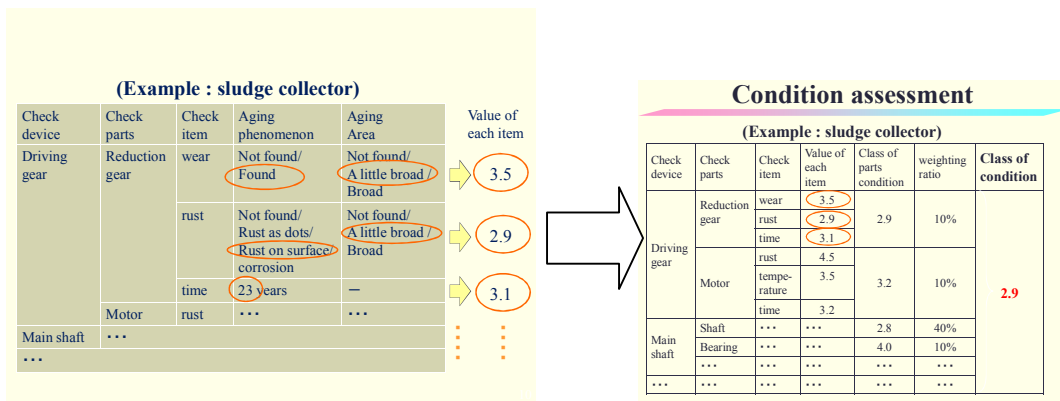 (Example : sludge collector)
Check device Check parts Check item Aging phenomenon Aging Area Value of each item
Driving gear Reduction gear wear Not found/ Found Not found/ A little broad / Broad 3.5
rust Not found/ Rust as dots/ Rust on surface/ corrosion Not found/ A little broad / Broad 2.9
time 23 years – 3.1
Motor rust ··· ···
Main shaft ···
···
Condition assessment
(Example : sludge collector)
Check device Check parts Check item Value of each item Class of parts condition weighting ratio Class of condition
Driving gear Reduction gear wear 3.5 2.9 10% 2.9
rust 2.9
time 3.1
Motor rust 4.5 3.2 10%
tempe-rature 3.5
time 3.2
Main shaft Shaft ··· ··· 2.8 40%
Bearing ··· ··· 4.0 10%
··· ··· ··· ··· ···
··· ··· ··· ··· ··· ···